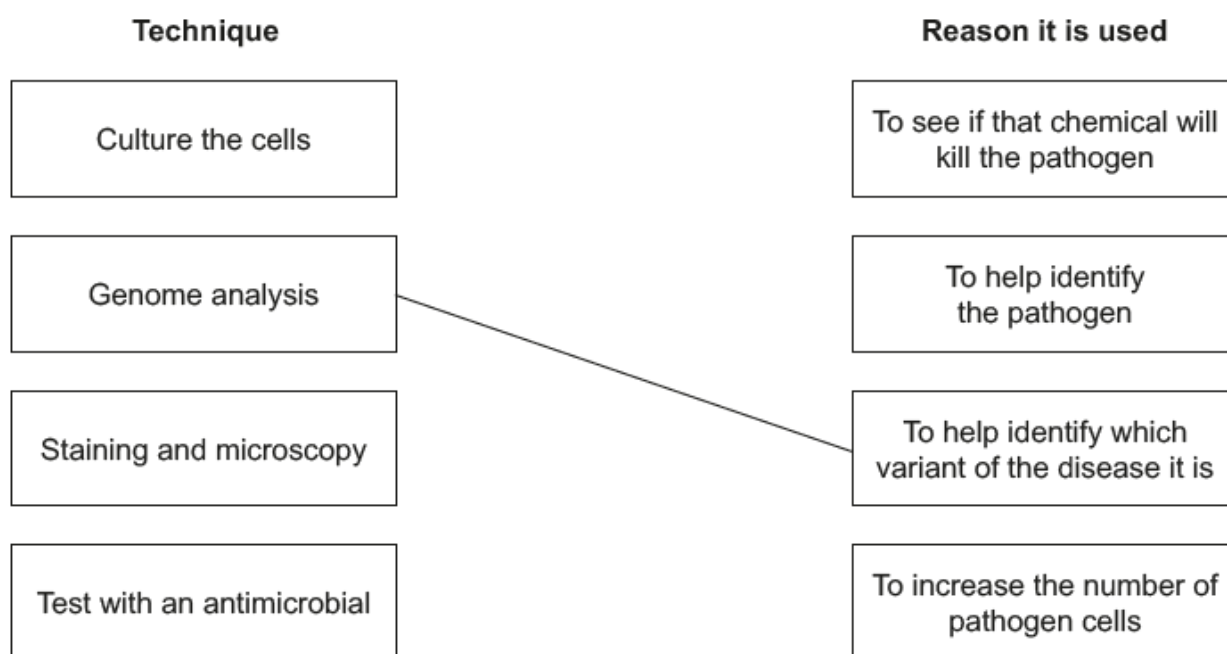 Technique
Reason it is used
Culture the cells
To see if that chemical will
kill the pathogen
Genome analysis
To help identify
the pathogen
Staining and microscopy
To help identify which
variant of the disease it is
Test with an antimicrobial
To increase the number of
pathogen cells